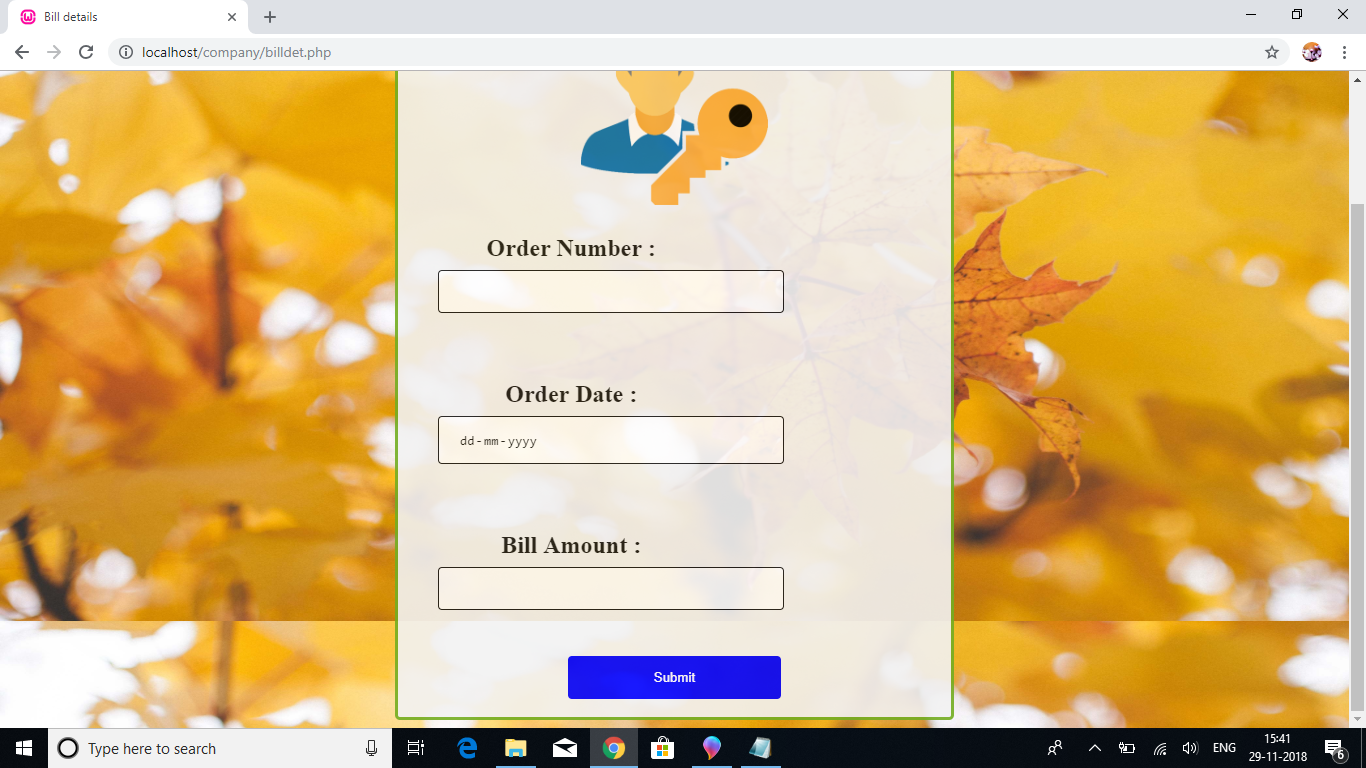 Bill details
localhost/company/billdet.php
Order Number :
Order Date :
dd-mm-yyyy
Bill Amount :
Submit
Type here to search
ENG
15:41
29-11-2018
6